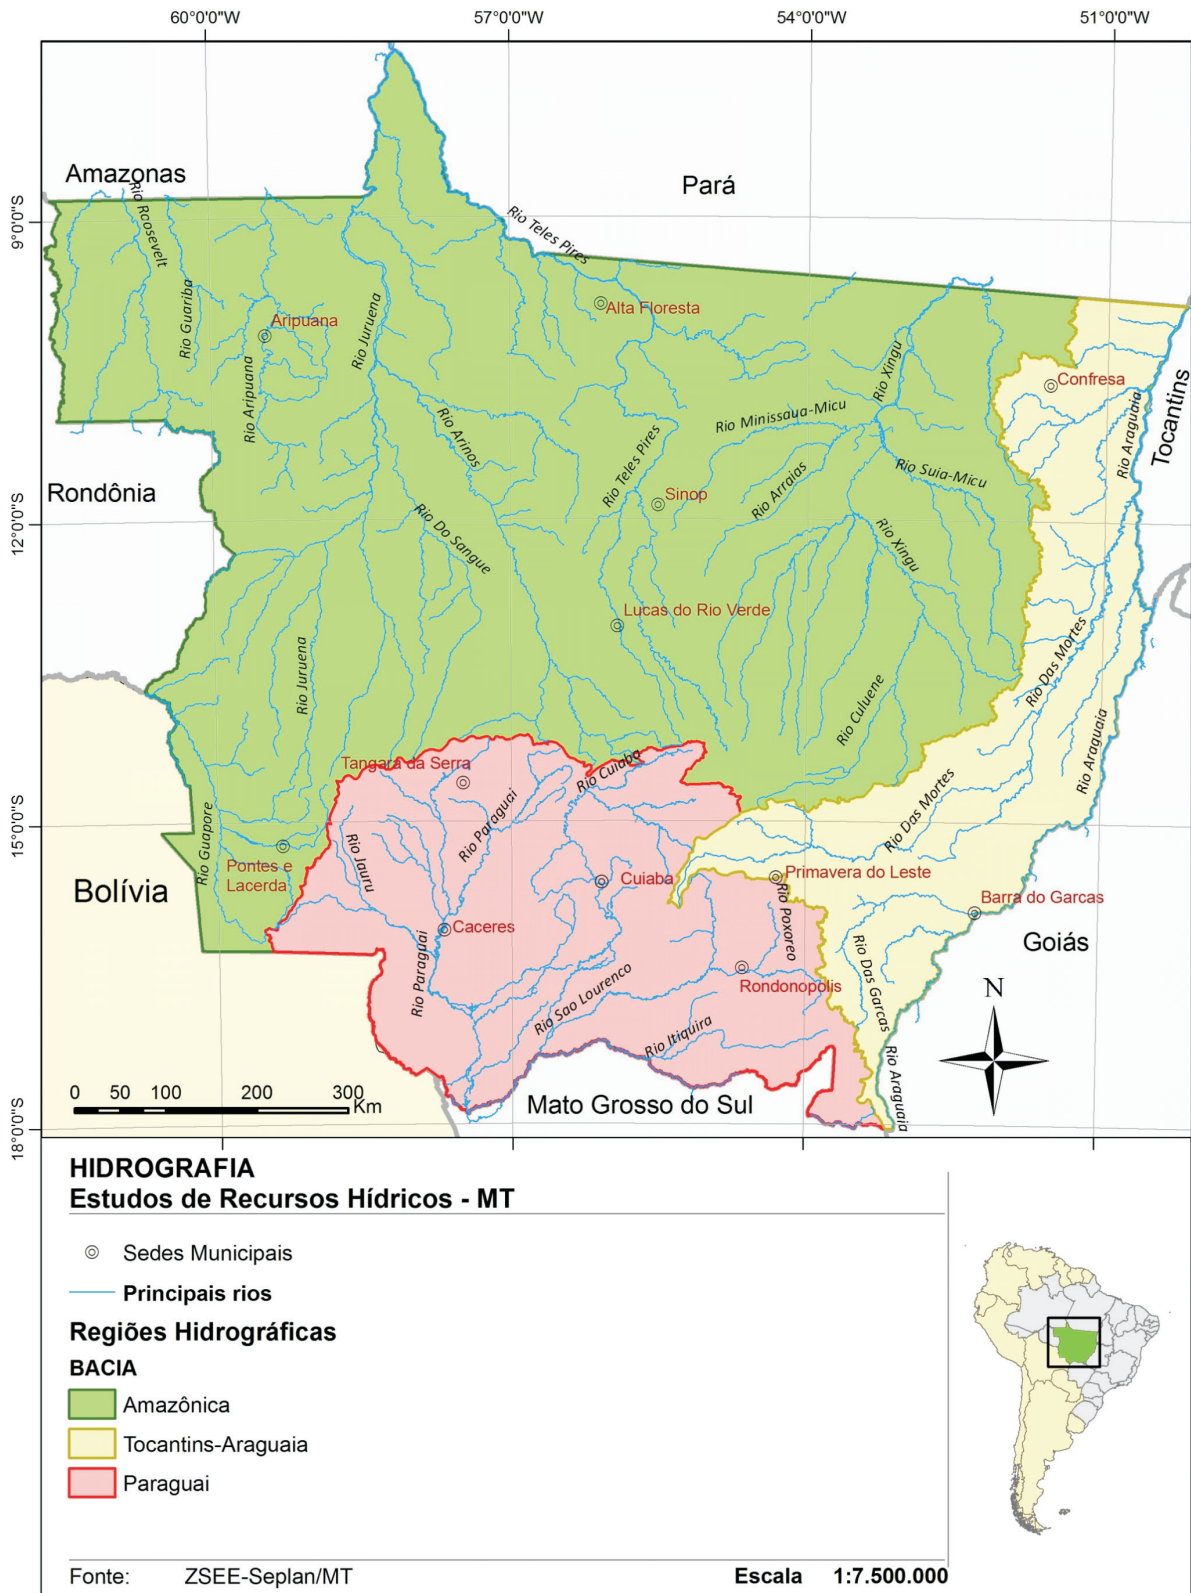 60°0'0"W 57°0'0"W 54°0'0"W 51°0'0"W
Amazonas
Pará
9°0'0"S
Rio Roosevelt
Rio Guariba
Rio Teles Pires
Alta Floresta
Aripuana
Rio Juruena
Rio Aripuana
Rio Xingu
Confresa
Rio Araguaia
Tocantins
Rio Arinos
Rio Minissaua-Micu
Rio Teles Pires
Rio Arraias
Rio Suia-Micu
Rondônia
Sinop
12°0'0"S
Rio Do Sangue
Rio Xingu
Lucas do Rio Verde
Rio Juruena
Rio Culuene
Rio Das Mortes
Rio Araguaia
Tangara da Serra
Rio Cuiaba
Rio Paraguai
15°0'0"S
Rio Guapore
Rio Jauru
Rio Das Mortes
Pontes e
Lacerda
Bolívia
Cuiaba
Primavera do Leste
Barra do Garcas
Caceres
Rio Poxoreo
Goiás
Rio Paraguai
Rio Sao Lourenco
Rondonopolis
Rio Das Garcas
Rio Itiquira
Rio Araguaia
N
0 50 100 200 300
Km
Mato Grosso do Sul
18°0'0"S
HIDROGRAFIA
Estudos de Recursos Hídricos - MT
Sedes Municipais
Principais rios
Regiões Hidrográficas
BACIA
Amazônica
Tocantins-Araguaia
Paraguai
Fonte: ZSEE-Seplan/MT Escala 1:7.500.000